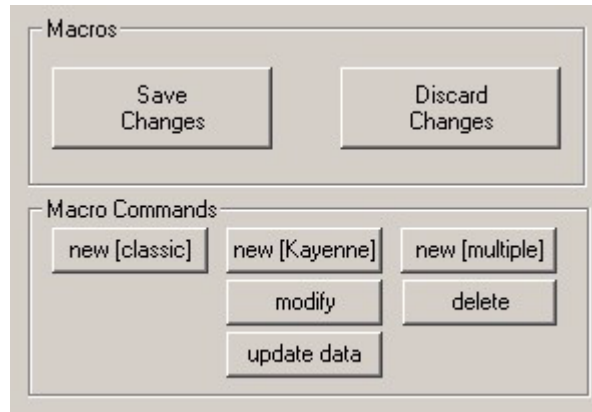 Macros
Save
Changes
Discard
Changes
Macro Commands
new [classic]
new [Kayenne]
new [multiple]
modify
delete
update data